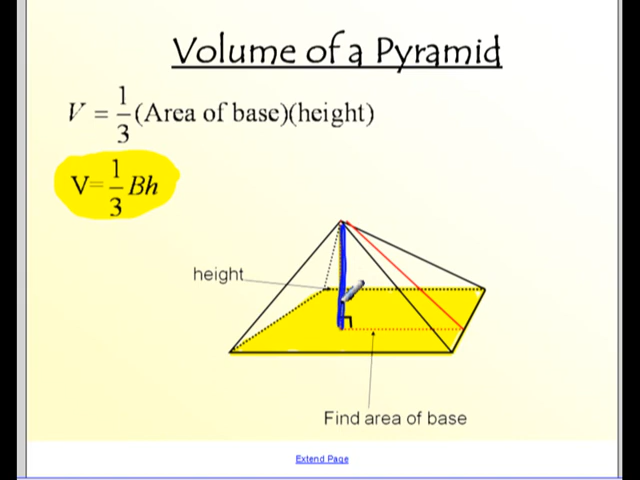 Volume of a Pyramid
V = 1/3 (Area of base)(height)
V= 1/3 Bh
height
Find area of base
Extend Page